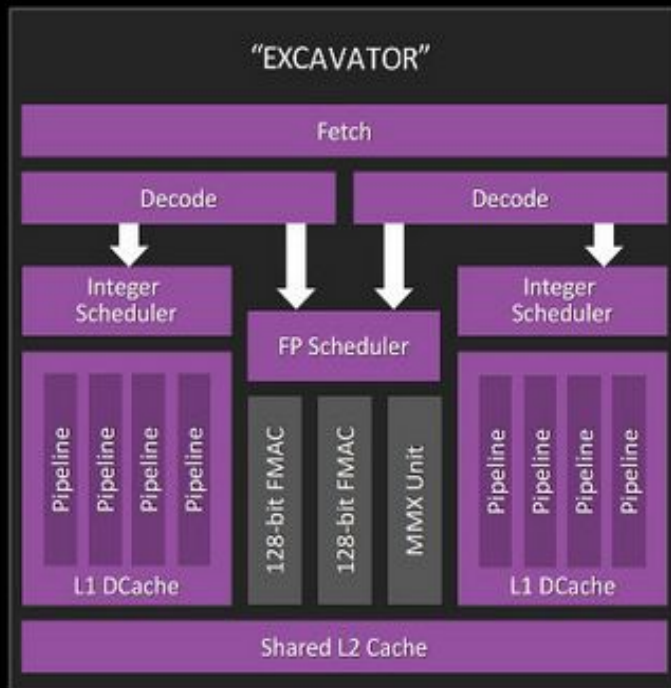 “EXCAVATOR”
Fetch
Decode
Decode
Integer
Scheduler
FP Scheduler
Integer
Scheduler
Pipeline
Pipeline
Pipeline
Pipeline
L1 DCache
128-bit FMAC
128-bit FMAC
MMX Unit
Pipeline
Pipeline
Pipeline
Pipeline
L1 DCache
Shared L2 Cache